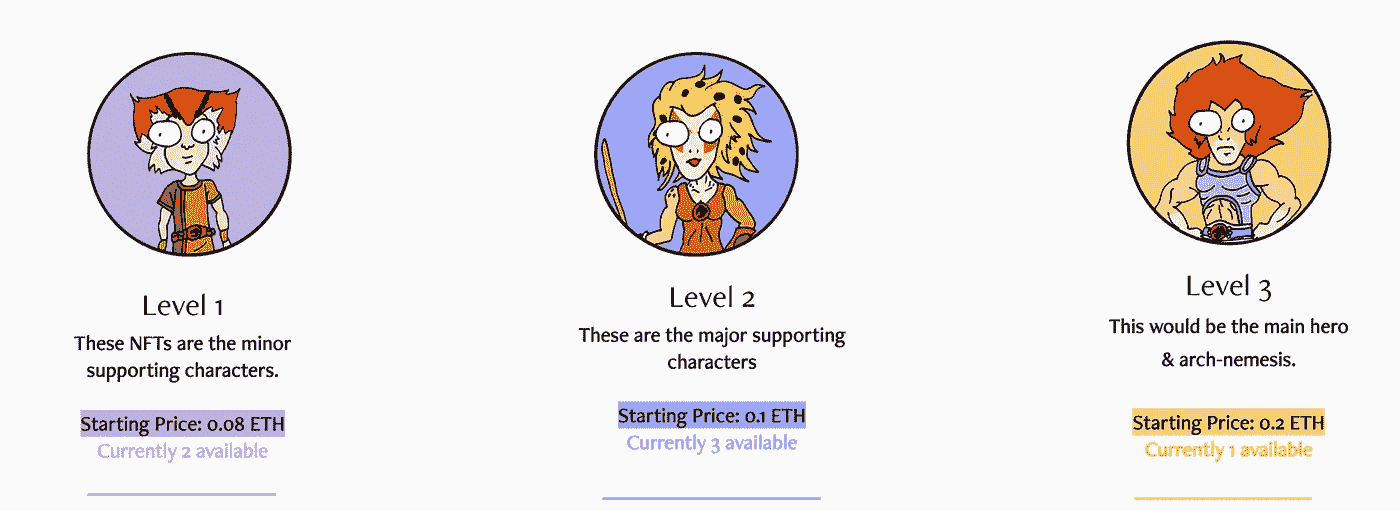 Level 1
These NFTs are the minor
supporting characters.
Starting Price: 0.08 ETH
Currently 2 available
Level 2
These are the major supporting
characters
Starting Price: 0.1 ETH
Currently 3 available
Level 3
This would be the main hero
& arch-nemesis.
Starting Price: 0.2 ETH
Currently 1 available